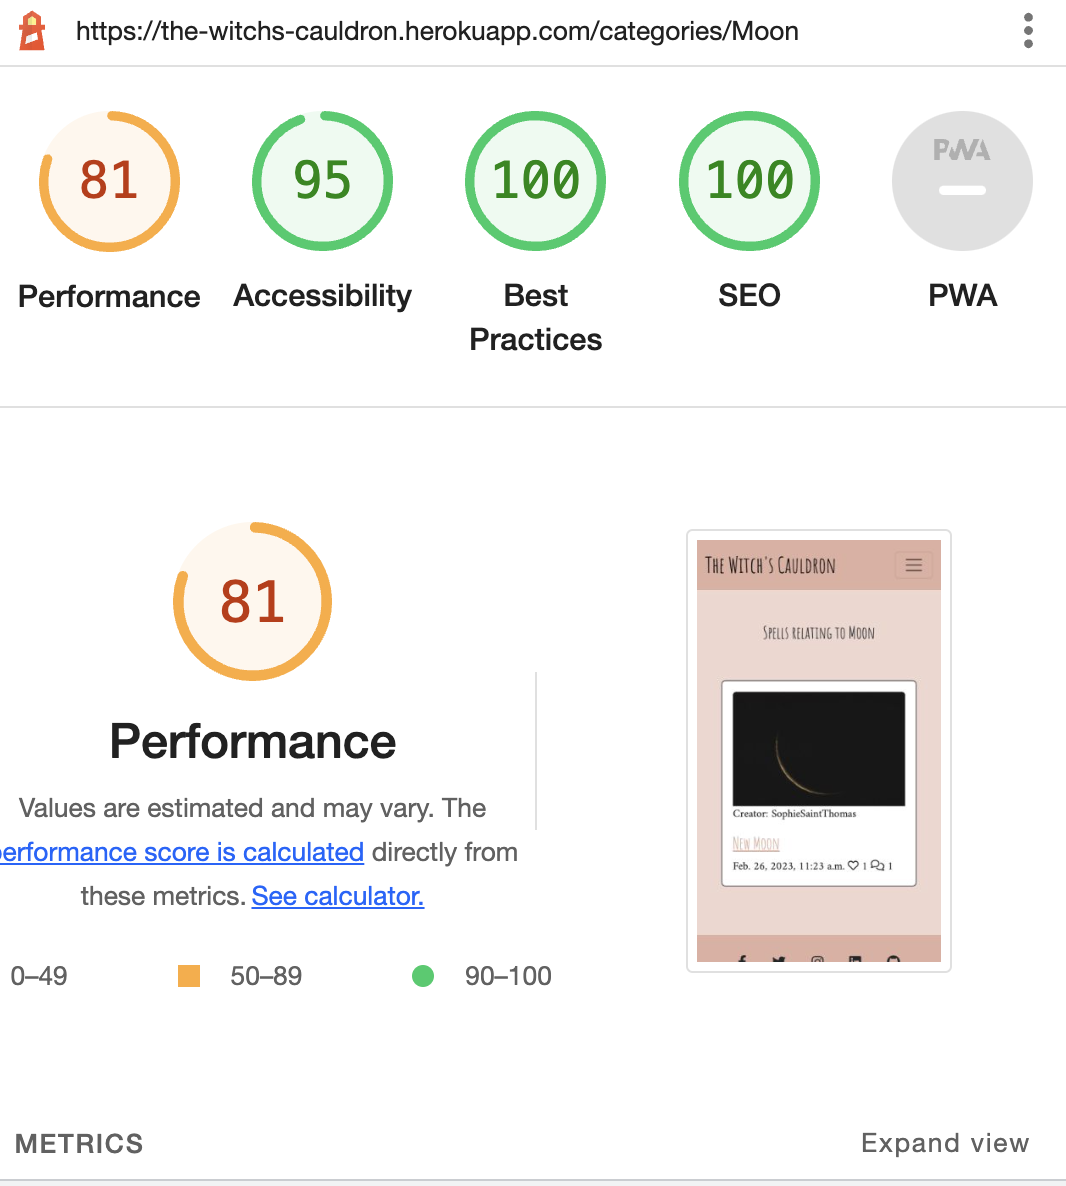 https://the-witchs-cauldron.herokuapp.com/categories/Moon
81
95
100
100
PWA
Performance
Accessibility
Best
Practices
SEO
PWA
81
Performance
Values are estimated and may vary. The
performance score is calculated directly from
these metrics. See calculator.
0–49
50–89
90–100
The Witch's Cauldron
Spells relating to Moon
Creator: SophieSaintThomas
New Moon
Feb. 26, 2023, 11:23 a.m. 1 1
METRICS
Expand view